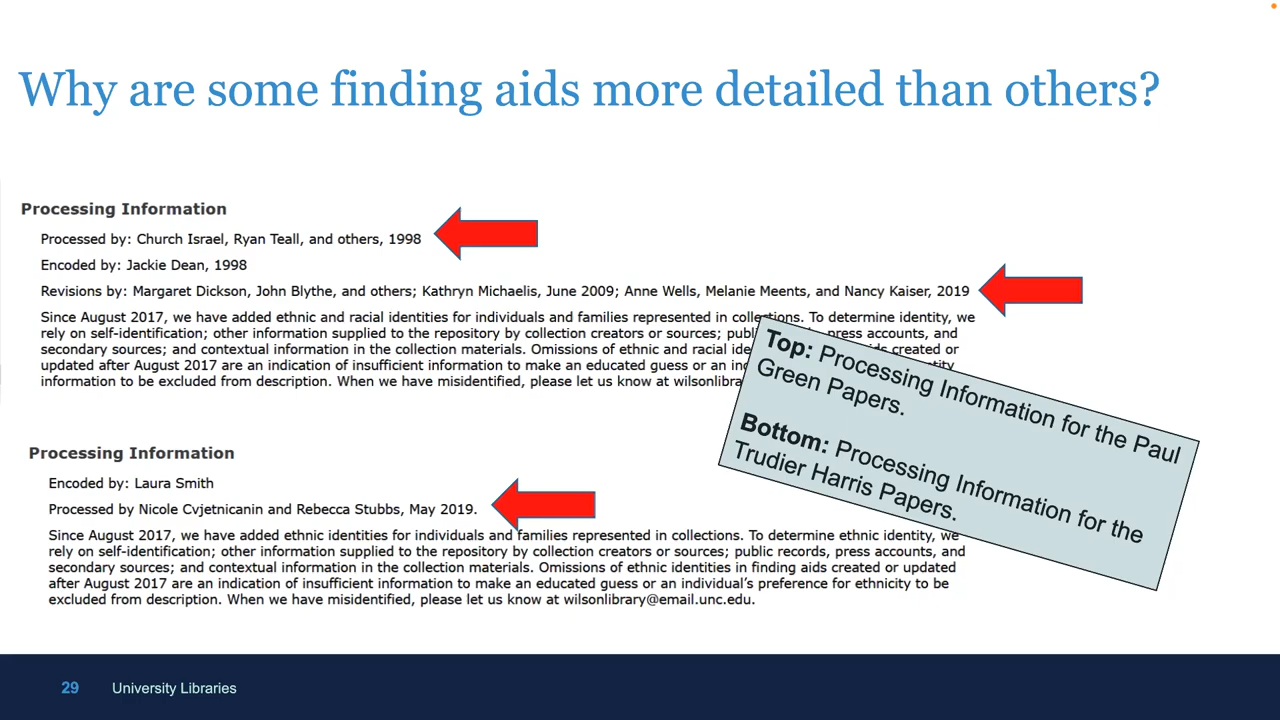 Why are some finding aids more detailed than others?
Processing Information
Processed by: Church Israel, Ryan Teall, and others, 1998
Encoded by: Jackie Dean, 1998
Revisions by: Margaret Dickson, John Blythe, and others; Kathryn Michaelis, June 2009; Anne Wells, Melanie Meents, and Nancy Kaiser, 2019
Since August 2017, we have added ethnic and racial identities for individuals and families represented in collections. To determine identity, we
rely on self-identification; other information supplied to the repository by collection creators or sources; press accounts, and
secondary sources; and contextual information in the collection materials. Omissions of ethnic and racial created or
updated after August 2017 are an indication of insufficient information to make an educated guess or an
information to be excluded from description. When we have misidentified, please let us know at
Top: Processing Information for the Paul
Green Papers.
Bottom: Processing Information for the
Trudier Harris Papers.
Processing Information
Encoded by: Laura Smith
Processed by Nicole Cvjetnicanin and Rebecca Stubbs, May 2019.
Since August 2017, we have added ethnic identities for individuals and families represented in collections. To determine ethnic identity, we
rely on self-identification; other information supplied to the repository by collection creators or sources; public records, press accounts, and
secondary sources; and contextual information in the collection materials. Omissions of ethnic identities in finding aids created or updated
after August 2017 are an indication of insufficient information to make an educated guess or an individual's preference for ethnicity to be
excluded from description. When we have misidentified, please let us know at wilsonlibrary@email.unc.edu.
29 University Libraries